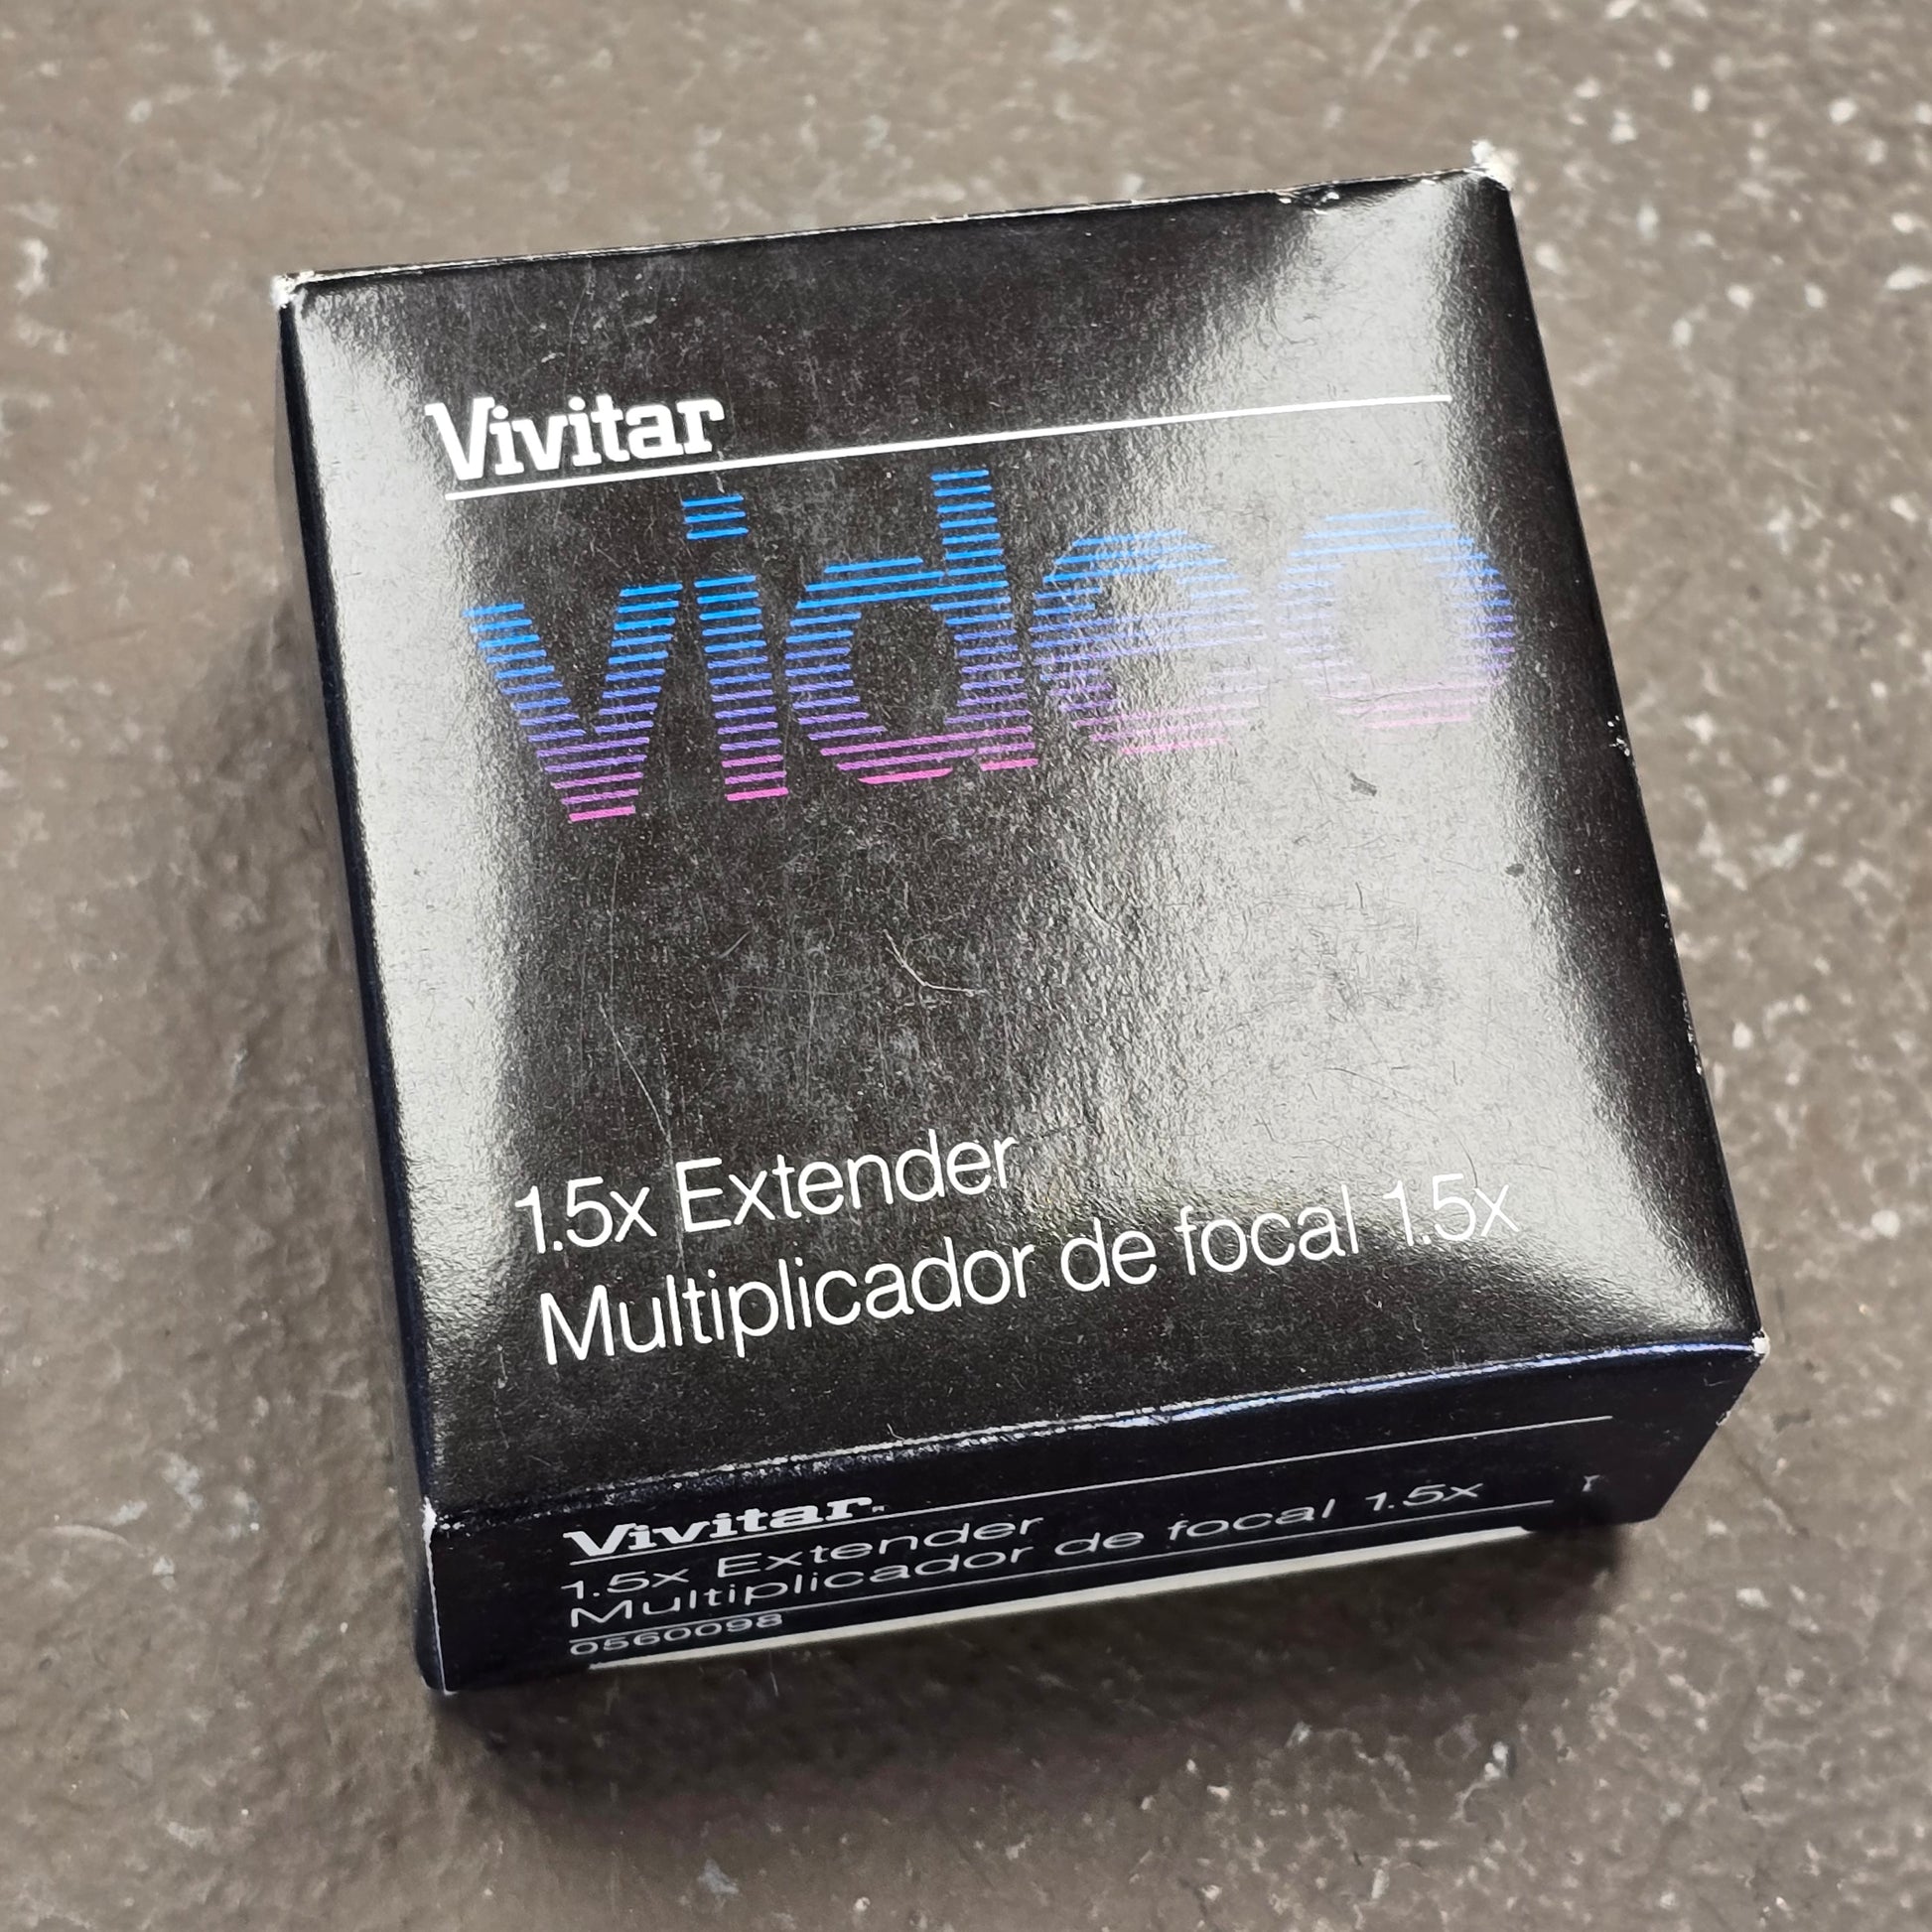 Vivitar
video
1.5x Extender
Multiplicador de focal 1.5x
Vivitar
1.5x Extender
Multiplicador de focal 1.5x
0560098